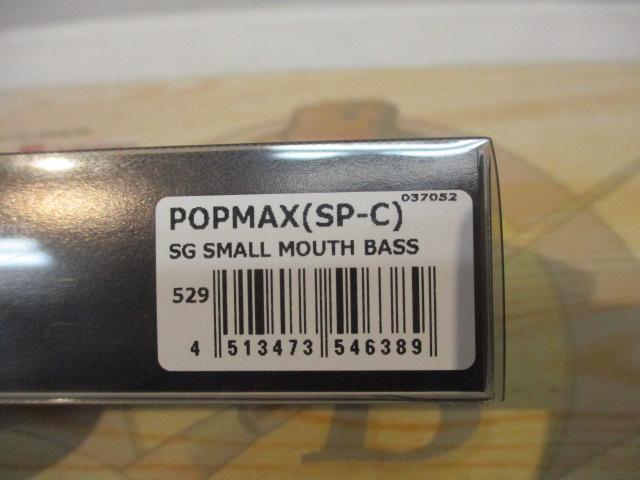 037052
POPMAX(SP-C)
SG SMALL MOUTH BASS
529
4 513473 546389